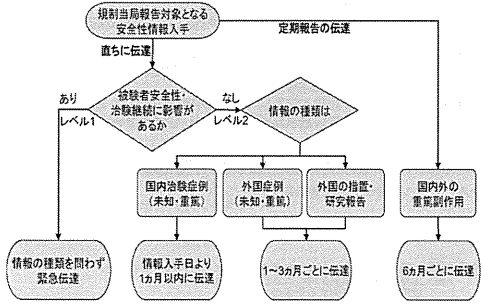 規制当局報告対象となる
安全性情報入手
定期報告の伝達
直ちに伝達
被験者安全性・
治験継続に影響が
あるか
あり
レベル1
なし
レベル2
情報の種類は
国内治験症例
(未知・重篤)
外国症例
(未知・重篤)
外国の措置・
研究報告
国内外の
重篤副作用
情報の種類を問わず
緊急伝達
情報入手日より
1ヵ月以内に伝達
1~3ヵ月ごとに伝達
6ヵ月ごとに伝達